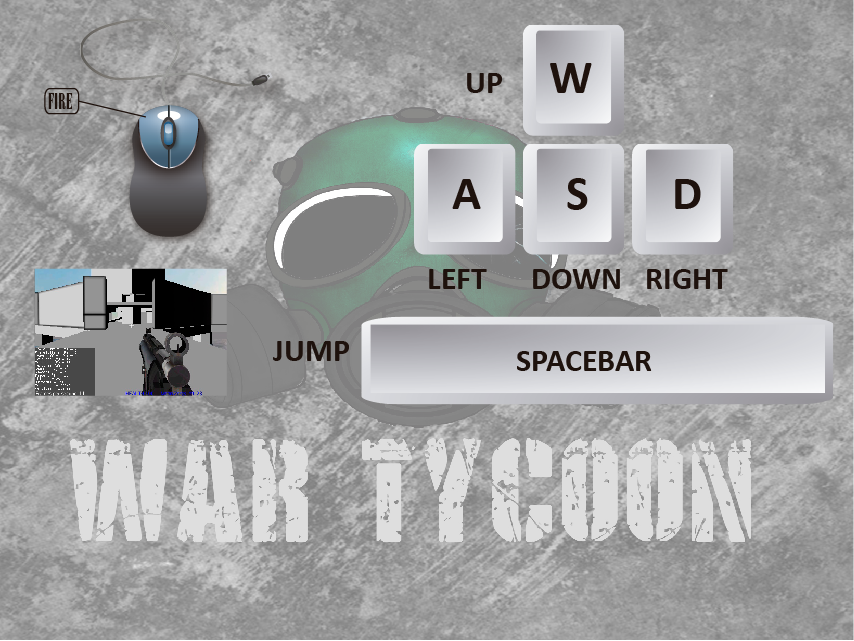 UP W
FIRE
A S D
LEFT DOWN RIGHT
JUMP SPACEBAR
WAR TYCOON